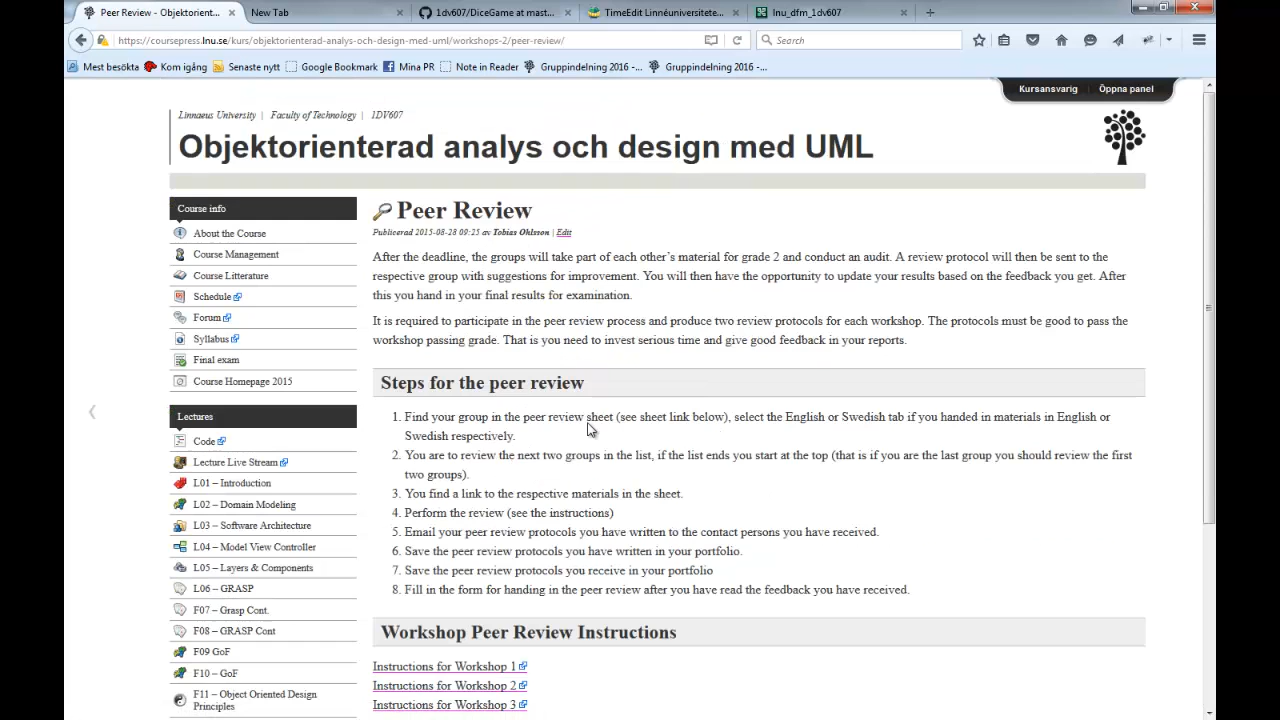 Peer Review - Objektorient...
New Tab
1dv607/DiceGame at mast...
TimeEdit Linnéuniversitete...
lnu_dfm_1dv607
https://coursepress.lnu.se/kurs/objektorienterad-analys-och-design-med-uml/workshops-2/peer-review/
Search
Mest besökta
Kom igång
Senaste nytt
Google Bookmark
Mina PR
Note in Reader
Gruppindelning 2016 -...
Gruppindelning 2016 -...
Kursansvarig
Öppna panel
Linnaeus University | Faculty of Technology | 1DV607
Objektorienterad analys och design med UML
Course info
About the Course
Course Management
Course Litterature
Schedule
Forum
Syllabus
Final exam
Course Homepage 2015
Lectures
Code
Lecture Live Stream
L01 – Introduction
L02 – Domain Modeling
L03 – Software Architecture
L04 – Model View Controller
L05 – Layers & Components
L06 – GRASP
F07 – Grasp Cont.
F08 – GRASP Cont
F09 GoF
F10 – GoF
F11 – Object Oriented Design
Principles
Peer Review
Publicerad 2015-08-28 09:25 av Tobias Ohlsson | Edit
After the deadline, the groups will take part of each other's material for grade 2 and conduct an audit. A review protocol will then be sent to the
respective group with suggestions for improvement. You will then have the opportunity to update your results based on the feedback you get. After
this you hand in your final results for examination.
It is required to participate in the peer review process and produce two review protocols for each workshop. The protocols must be good to pass the
workshop passing grade. That is you need to invest serious time and give good feedback in your reports.
Steps for the peer review
1. Find your group in the peer review sheet (see sheet link below), select the English or Swedish tab if you handed in materials in English or
Swedish respectively.
2. You are to review the next two groups in the list, if the list ends you start at the top (that is if you are the last group you should review the first
two groups).
3. You find a link to the respective materials in the sheet.
4. Perform the review (see the instructions)
5. Email your peer review protocols you have written to the contact persons you have received.
6. Save the peer review protocols you have written in your portfolio.
7. Save the peer review protocols you receive in your portfolio
8. Fill in the form for handing in the peer review after you have read the feedback you have received.
Workshop Peer Review Instructions
Instructions for Workshop 1
Instructions for Workshop 2
Instructions for Workshop 3